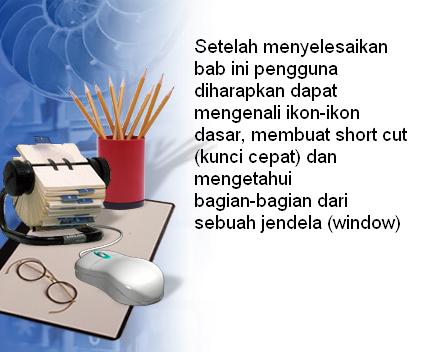 Setelah menyelesaikan
bab ini pengguna
diharapkan dapat
mengenali ikon-ikon
dasar, membuat short cut
(kunci cepat) dan
mengetahui
bagian-bagian dari
sebuah jendela (window)